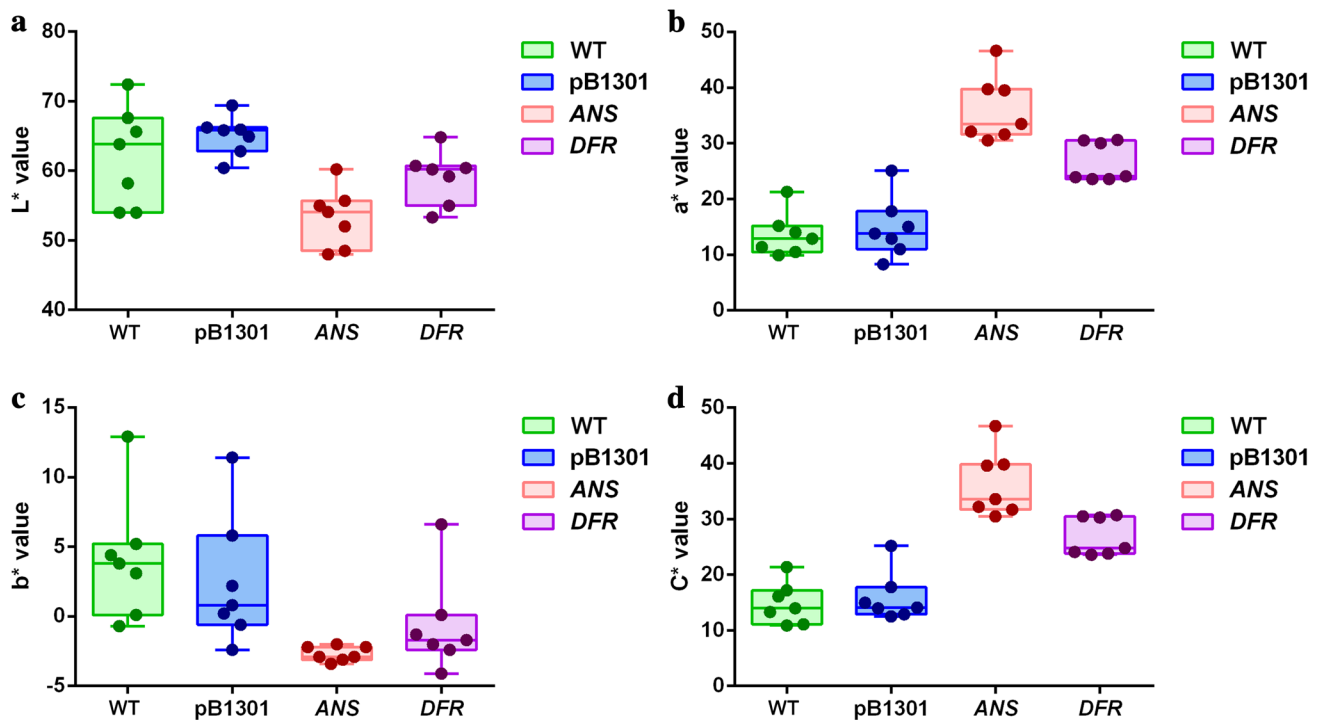 a
L* value
80
70
60
50
40
WT
pB1301
ANS
DFR
WT
pB1301
ANS
DFR
b
a* value
50
40
30
20
10
0
WT
pB1301
ANS
DFR
WT
pB1301
ANS
DFR
c
b* value
15
10
5
0
-5
WT
pB1301
ANS
DFR
WT
pB1301
ANS
DFR
d
C* value
50
40
30
20
10
0
WT
pB1301
ANS
DFR
WT
pB1301
ANS
DFR